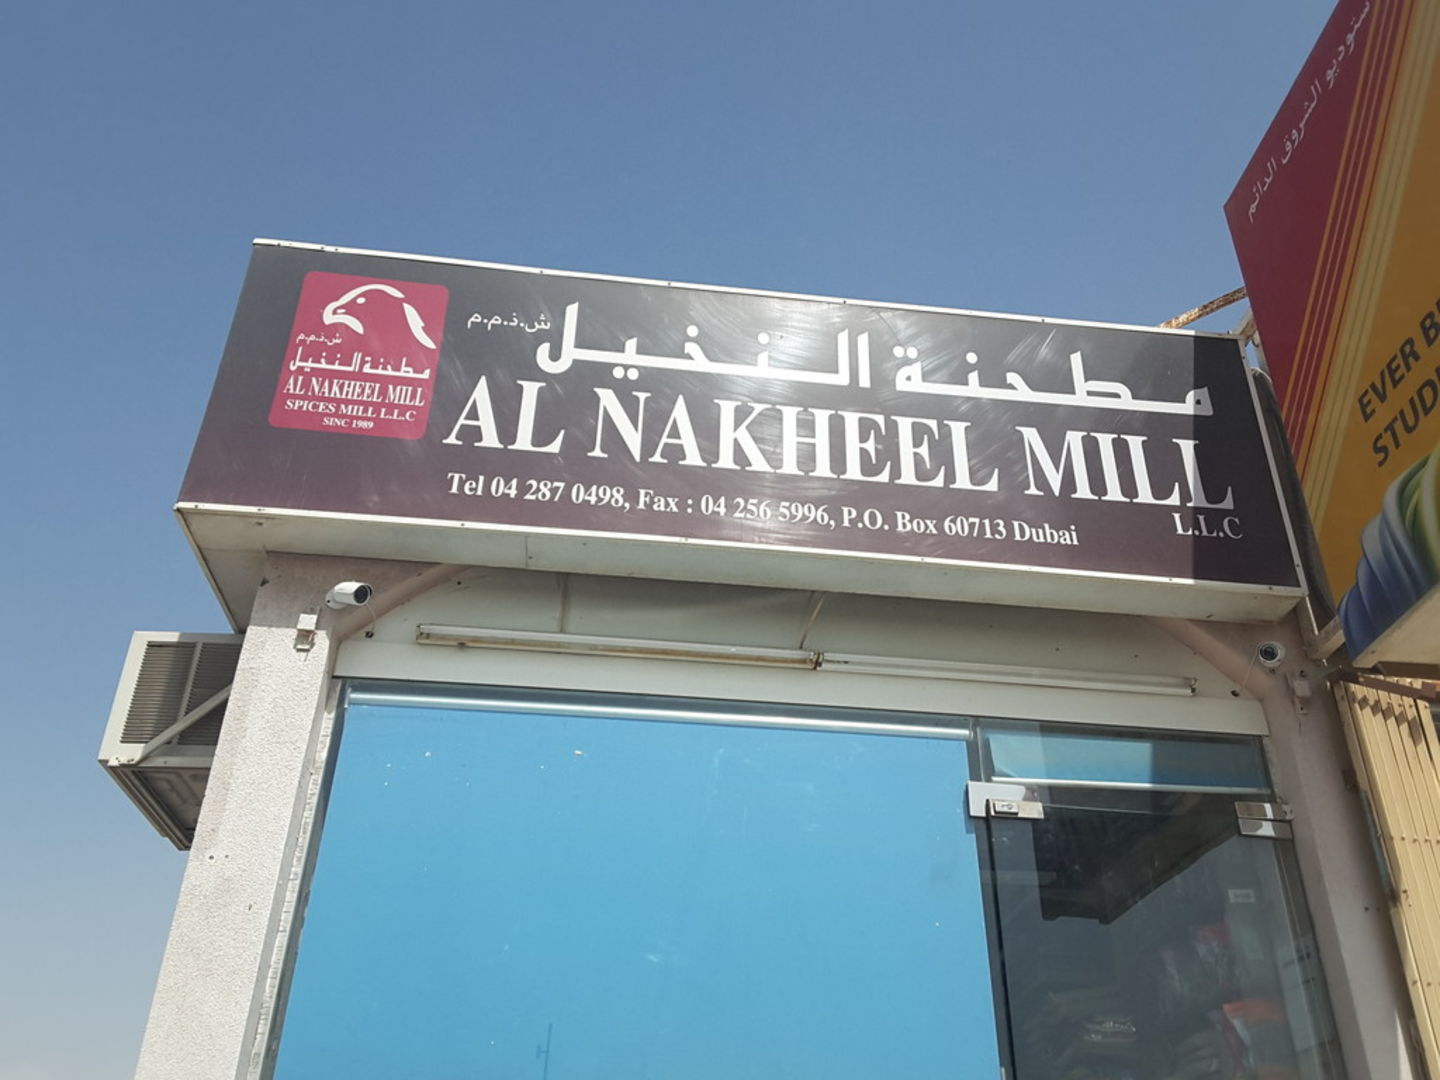 ش.ذ.م.م
مطحنة النخيل
AL NAKHEEL MILL
SPICES MILL L.L.C
SINC 1989
مطحنة النخيل ش.ذ.م.م
AL NAKHEEL MILL
L.L.C
Tel 04 287 0498, Fax : 04 256 5996, P.O. Box 60713 Dubai
ستوديو الشروق الدائم
EVER